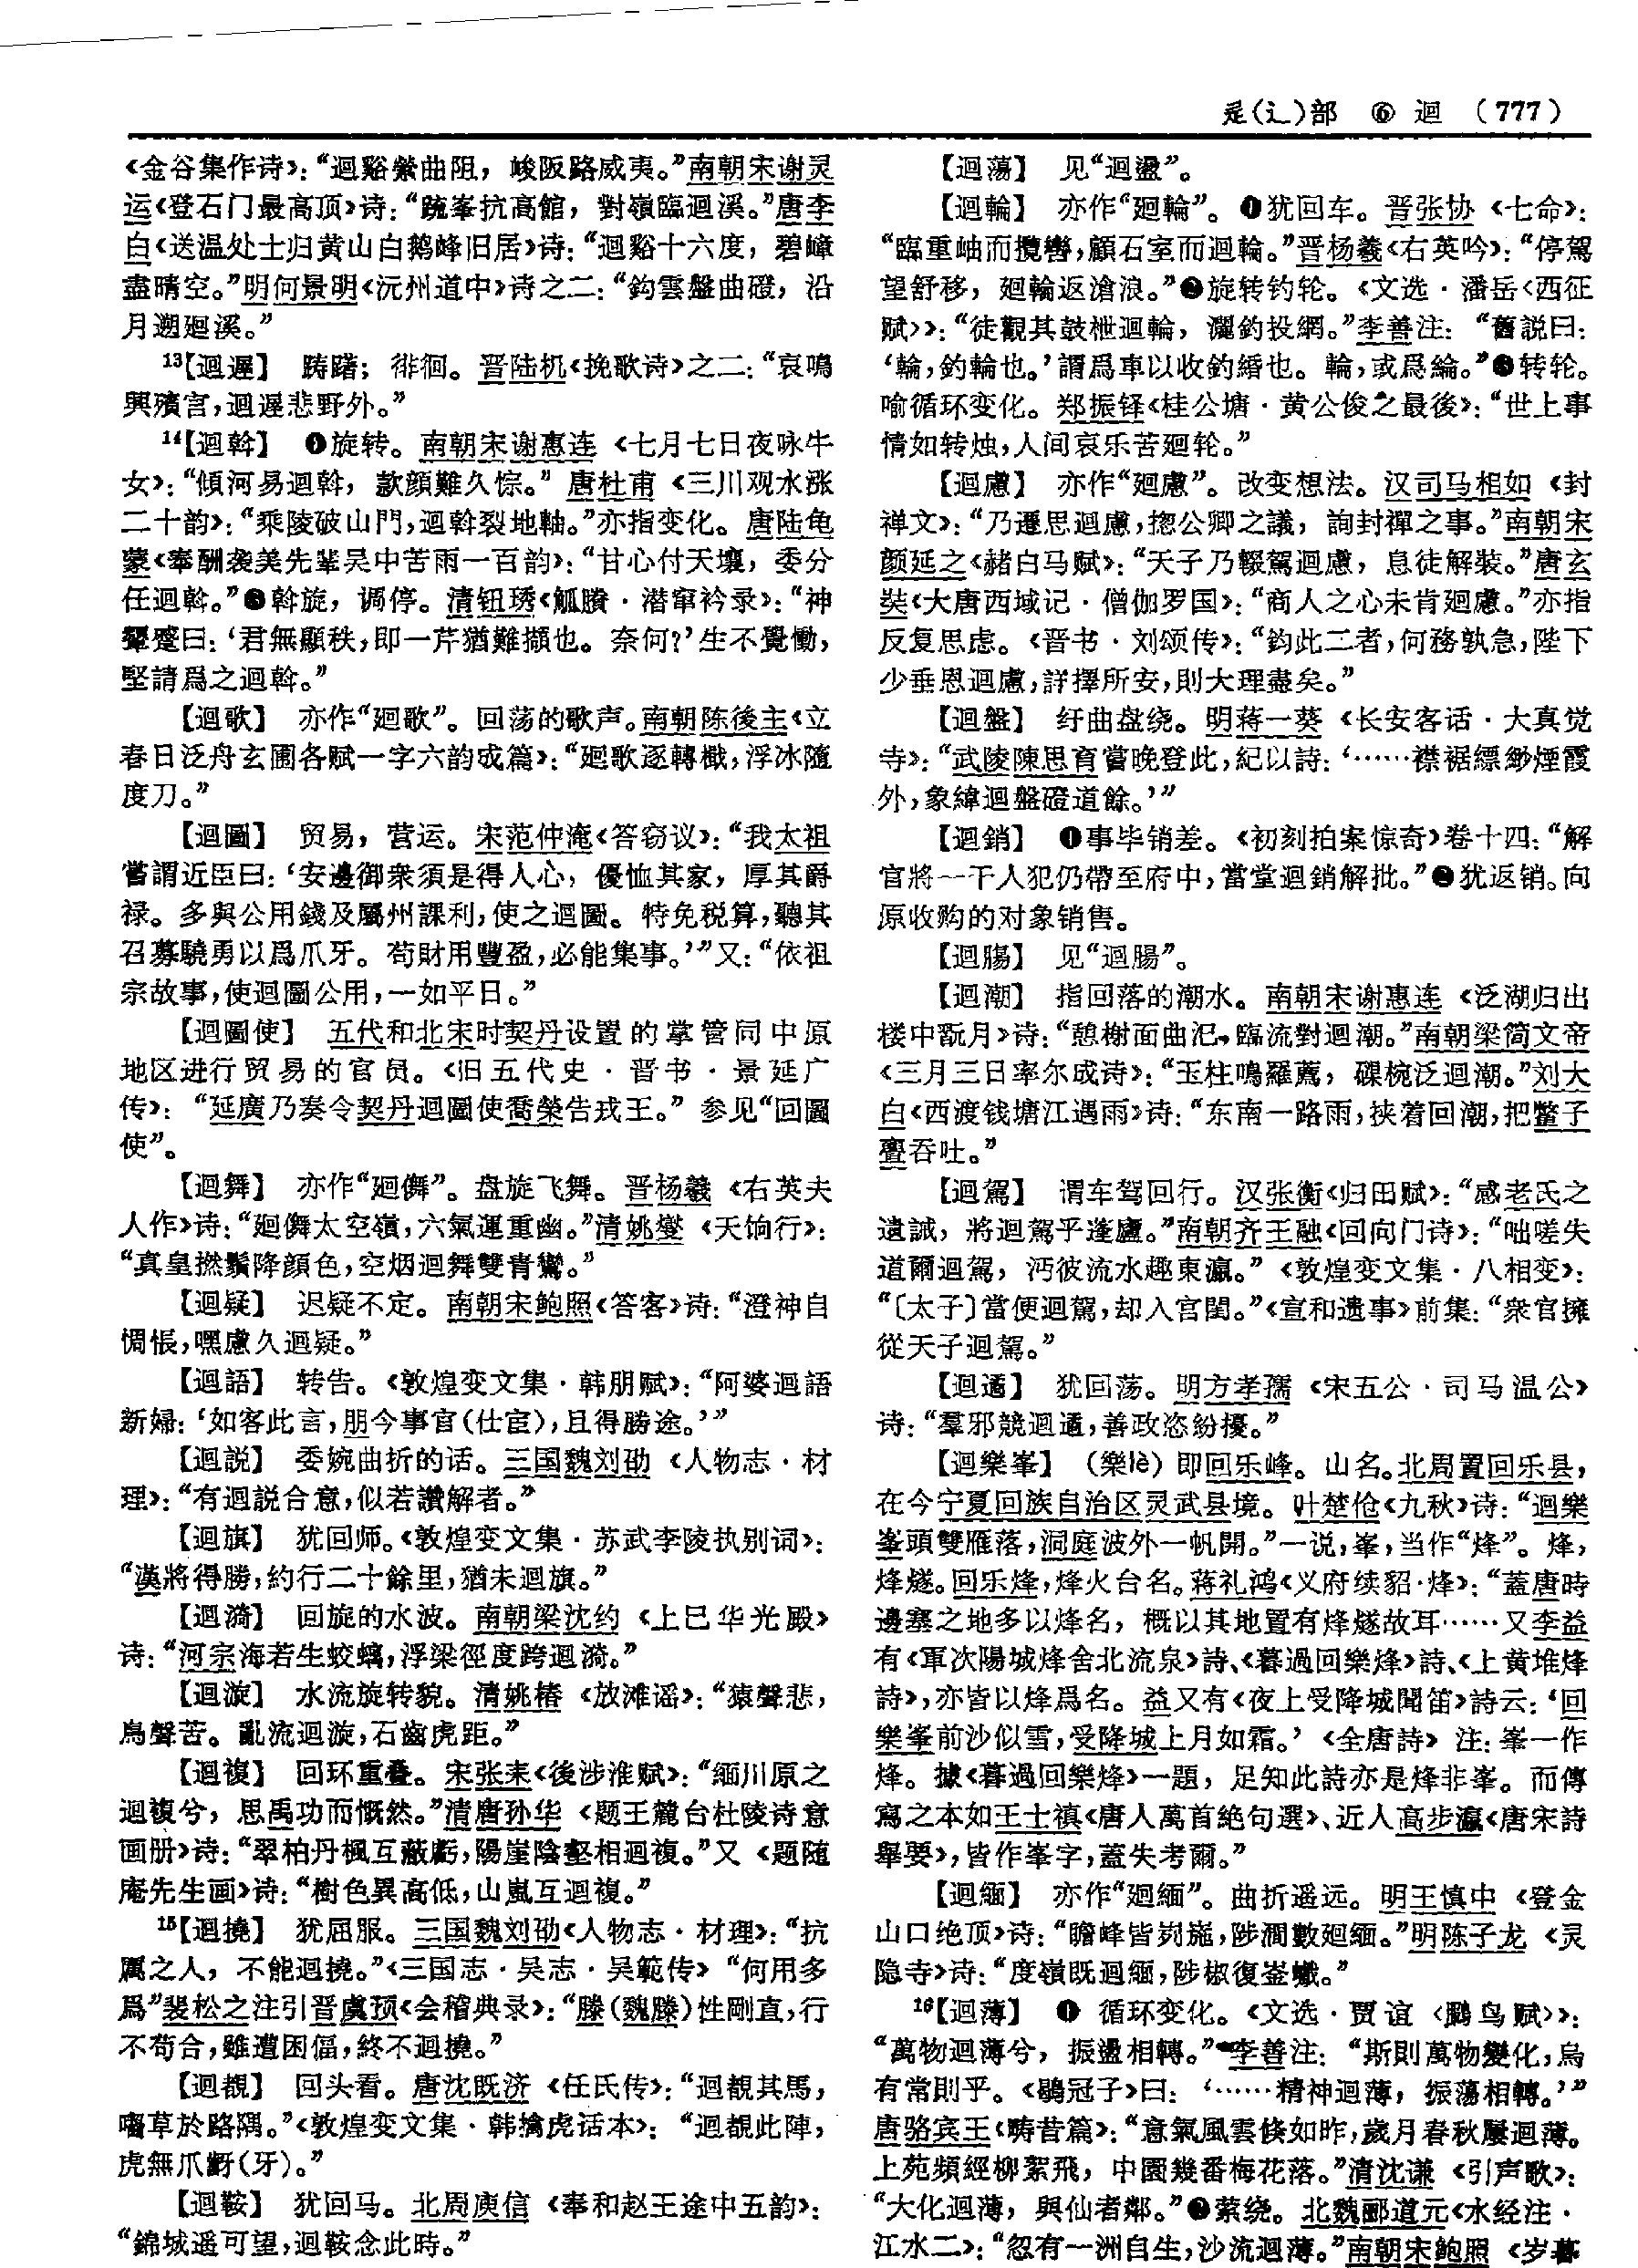 辵(辶)部 ⑥ 迴 (777)
《金谷集作诗》：“迴谿縈曲阻，峻阪路威夷。”南朝宋谢灵
运《登石门最高顶》诗：“疏峯抗高館，對嶺臨迴溪。”唐李
白《送温处士归黄山白鹅峰旧居》诗：“迴谿十六度，碧嶂
盡晴空。”明何景明《沅州道中》诗之二：“鈎雲盤曲磴，沿
月遡廻溪。”
13【迴遲】 踌躇；徘徊。晋陆机《挽歌诗》之二：“哀鳴
興殯宫，迴遲悲野外。”
14【迴斡】 ❶旋转。南朝宋谢惠连《七月七日夜咏牛
女》：“傾河易迴斡，款顔難久悰。”唐杜甫《三川观水涨
二十韵》：“乘陵破山門，迴斡裂地軸。”亦指变化。唐陆龟
蒙《奉酬袭美先辈吴中苦雨一百韵》：“甘心付天壤，委分
任迴斡。”❷斡旋，调停。清钮琇《觚賸·潜窜衿录》：“神
顰蹙曰：‘君無顯秩，即一芹猶難擷也。奈何？’生不覺慟，
堅請爲之迴斡。”
【迴歌】 亦作“廻歌”。回荡的歌声。南朝陈後主《立
春日泛舟玄圃各赋一字六韵成篇》：“廻歌逐轉檝，浮冰隨
度刀。”
【迴圖】 贸易，营运。宋范仲淹《答窃议》：“我太祖
嘗謂近臣曰：‘安邊御衆須是得人心，優恤其家，厚其爵
禄。多與公用錢及屬州課利，使之迴圖。特免税算，聽其
召募驍勇以爲爪牙。苟財用豐盈，必能集事。’”又：“依祖
宗故事，使迴圖公用，一如平日。”
【迴圖使】 五代和北宋时契丹设置的掌管同中原
地区进行贸易的官员。《旧五代史·晋书·景延广
传》：“延廣乃奏令契丹迴圖使喬榮告戎王。”参见“回圖
使”。
【迴舞】 亦作“廻儛”。盘旋飞舞。晋杨羲《右英夫
人作》诗：“廻儛太空嶺，六氣運重幽。”清姚燮《天饷行》：
“真皇撚鬚降顔色，空烟迴舞雙青鸞。”
【迴疑】 迟疑不定。南朝宋鲍照《答客》诗：“澄神自
惆悵，嘿慮久迴疑。”
【迴語】 转告。《敦煌变文集·韩朋赋》：“阿婆迴語
新婦：‘如客此言，朋今事官(仕宦)，且得勝途。’”
【迴説】 委婉曲折的话。三国魏刘劭《人物志·材
理》：“有迴説合意，似若讚解者。”
【迴旗】 犹回师。《敦煌变文集·苏武李陵执别词》：
“漢將得勝，約行二十餘里，猶未迴旗。”
【迴漪】 回旋的水波。南朝梁沈约《上巳华光殿》
诗：“河宗海若生蛟螭，浮梁徑度跨迴漪。”
【迴漩】 水流旋转貌。清姚椿《放滩谣》：“猿聲悲，
鳥聲苦。亂流迴漩，石齒虎距。”
【迴複】 回环重叠。宋张耒《後涉淮赋》：“緬川原之
迴複兮，思禹功而慨然。”清唐孙华《题王麓台杜陵诗意
画册》诗：“翠柏丹楓互蔽虧，陽崖陰壑相迴複。”又《题随
庵先生画》诗：“樹色異高低，山嵐互迴複。”
15【迴撓】 犹屈服。三国魏刘劭《人物志·材理》：“抗
厲之人，不能迴撓。”《三国志·吴志·吴範传》“何用多
爲”裴松之注引晋虞预《会稽典录》：“滕(魏滕)性剛直，行
不苟合，雖遭困偪，終不迴撓。”
【迴覩】 回头看。唐沈既济《任氏传》：“迴覩其馬，
囓草於路隅。”《敦煌变文集·韩擒虎话本》：“迴覩此陣，
虎無爪齖(牙)。”
【迴鞍】 犹回马。北周庾信《奉和赵王途中五韵》：
“錦城遥可望，迴鞍念此時。”
【迴蕩】 见“迴盪”。
【迴輪】 亦作“廻輪”。❶犹回车。晋张协《七命》：
“臨重岫而攬轡，顧石室而迴輪。”晋杨羲《右英吟》：“停駕
望舒移，廻輪返滄浪。”❷旋转钓轮。《文选·潘岳〈西征
赋〉》：“徒觀其鼓枻迴輪，灑釣投網。”李善注：“舊説曰：
‘輪，釣輪也。’謂爲車以收釣緡也。輪，或爲綸。”❸转轮。
喻循环变化。郑振铎《桂公塘·黄公俊之最後》：“世上事
情如转烛，人间哀乐苦廻轮。”
【迴慮】 亦作“廻慮”。改变想法。汉司马相如《封
禅文》：“乃遷思迴慮，揔公卿之議，詢封禪之事。”南朝宋
颜延之《赭白马赋》：“天子乃輟駕迴慮，息徒解裝。”唐玄
奘《大唐西域记·僧伽罗国》：“商人之心未肯廻慮。”亦指
反复思虑。《晋书·刘颂传》：“鈞此二者，何務孰急，陛下
少垂恩迴慮，詳擇所安，則大理盡矣。”
【迴盤】 纡曲盘绕。明蒋一葵《长安客话·大真觉
寺》：“武陵陳思育嘗晚登此，紀以詩：‘……襟裾縹緲煙霞
外，象緯迴盤磴道餘。’”
【迴銷】 ❶事毕销差。《初刻拍案惊奇》卷十四：“解
官將一干人犯仍帶至府中，當堂迴銷解批。”❷犹返销。向
原收购的对象销售。
【迴膓】 见“迴腸”。
【迴潮】 指回落的潮水。南朝宋谢惠连《泛湖归出
楼中翫月》诗：“憩榭面曲汜，臨流對迴潮。”南朝梁简文帝
《三月三日率尔成诗》：“玉柱鳴羅薦，磲椀泛迴潮。”刘大
白《西渡钱塘江遇雨》诗：“东南一路雨，挟着回潮，把鳖子
亹吞吐。”
【迴駕】 谓车驾回行。汉张衡《归田赋》：“感老氏之
遺誡，將迴駕乎蓬廬。”南朝齐王融《回向门诗》：“咄嗟失
道爾迴駕，沔彼流水趣東瀛。”《敦煌变文集·八相变》：
“〔太子〕當便迴駕，却入宫闈。”《宣和遗事》前集：“衆官擁
從天子迴駕。”
【迴遹】 犹回荡。明方孝孺《宋五公·司马温公》
诗：“羣邪競迴遹，善政恣紛擾。”
【迴樂峯】 (樂lè)即回乐峰。山名。北周置回乐县，
在今宁夏回族自治区灵武县境。叶楚伧《九秋》诗：“迴樂
峯頭雙雁落，洞庭波外一帆開。”一说，峯，当作“烽”。烽，
烽燧。回乐烽，烽火台名。蒋礼鸿《义府续貂·烽》：“蓋唐時
邊塞之地多以烽名，概以其地置有烽燧故耳……又李益
有《軍次陽城烽舍北流泉》詩、《暮過回樂烽》詩、《上黄堆烽
詩》，亦皆以烽爲名。益又有《夜上受降城聞笛》詩云：‘回
樂峯前沙似雪，受降城上月如霜。’《全唐詩》注：峯一作
烽。據《暮過回樂烽》一題，足知此詩亦是烽非峯。而傳
寫之本如王士禛《唐人萬首絶句選》、近人高步瀛《唐宋詩
舉要》，皆作峯字，蓋失考爾。”
【迴緬】 亦作“廻緬”。曲折遥远。明王慎中《登金
山口绝顶》诗：“瞻峰皆峛崺，陟澗數廻緬。”明陈子龙《灵
隐寺》诗：“度嶺既迴緬，陟椒復崟巇。”
16【迴薄】 ❶循环变化。《文选·贾谊〈鵩鸟赋〉》：
“萬物迴薄兮，振盪相轉。”李善注：“斯則萬物變化，烏
有常則乎。《鶡冠子》曰：‘……精神迴薄，振蕩相轉。’”
唐骆宾王《畴昔篇》：“意氣風雲倏如昨，歲月春秋屢迴薄。
上苑頻經柳絮飛，中園幾番梅花落。”清沈谦《引声歌》：
“大化迴薄，與仙者鄰。”❷萦绕。北魏郦道元《水经注·
江水二》：“忽有一洲自生，沙流迴薄。”南朝宋鲍照《岁暮